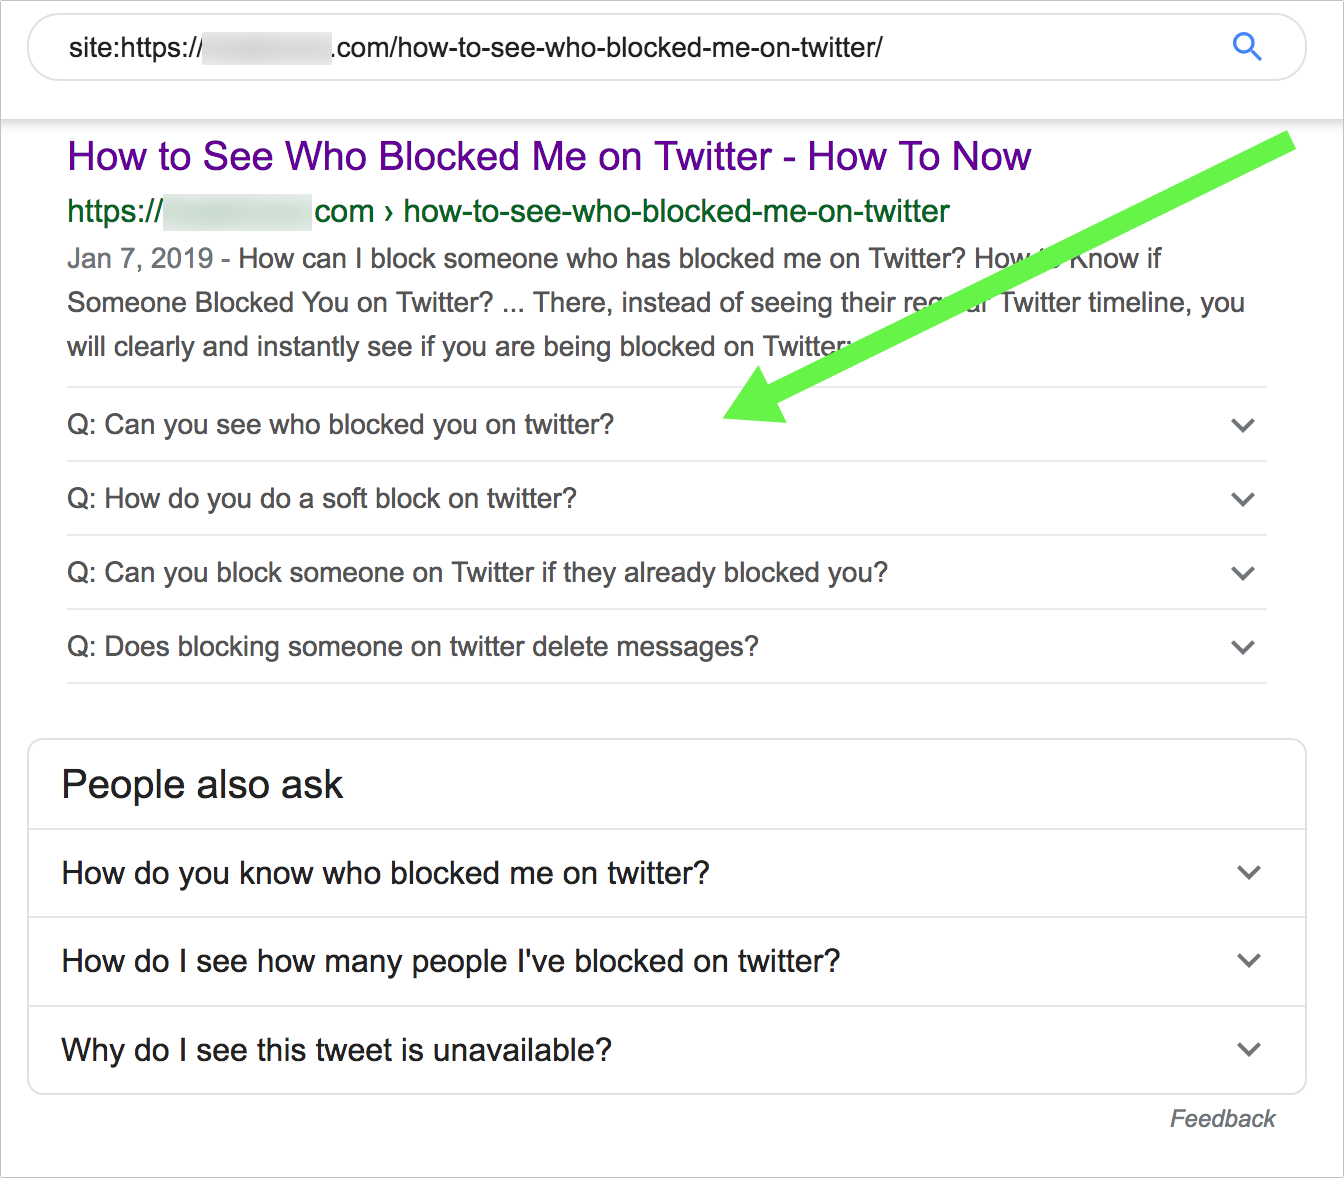 site:https:// .com/how-to-see-who-blocked-me-on-twitter/
How to See Who Blocked Me on Twitter - How To Now
https:// com › how-to-see-who-blocked-me-on-twitter
Jan 7, 2019 - How can I block someone who has blocked me on Twitter? How to Know if
Someone Blocked You on Twitter? ... There, instead of seeing their regular Twitter timeline, you
will clearly and instantly see if you are being blocked on Twitter:
Q: Can you see who blocked you on twitter?
Q: How do you do a soft block on twitter?
Q: Can you block someone on Twitter if they already blocked you?
Q: Does blocking someone on twitter delete messages?
People also ask
How do you know who blocked me on twitter?
How do I see how many people I've blocked on twitter?
Why do I see this tweet is unavailable?
Feedback